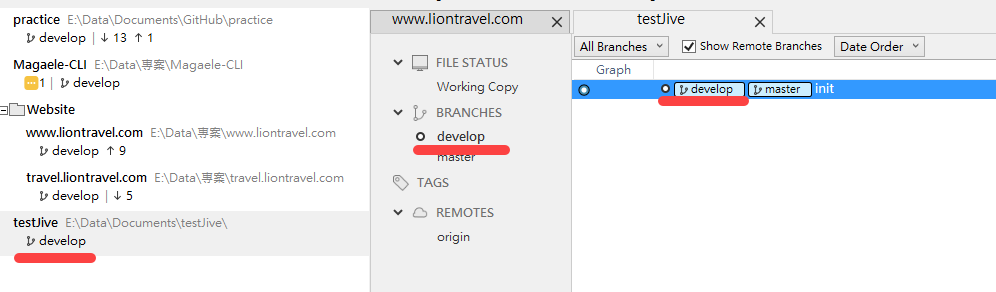 practice E:\Data\Documents\GitHub\practice
develop | ↓ 13 ↑ 1
Magaele-CLI E:\Data\專案\Magaele-CLI
1 | develop
Website
www.liontravel.com E:\Data\專案\www.liontravel.com
develop ↑ 9
travel.liontravel.com E:\Data\專案\travel.liontravel.com
develop | ↓ 5
testJive E:\Data\Documents\testJive\
develop
www.liontravel.com
FILE STATUS
Working Copy
BRANCHES
develop
master
TAGS
REMOTES
origin
testJive
All Branches Show Remote Branches Date Order
Graph
develop master init